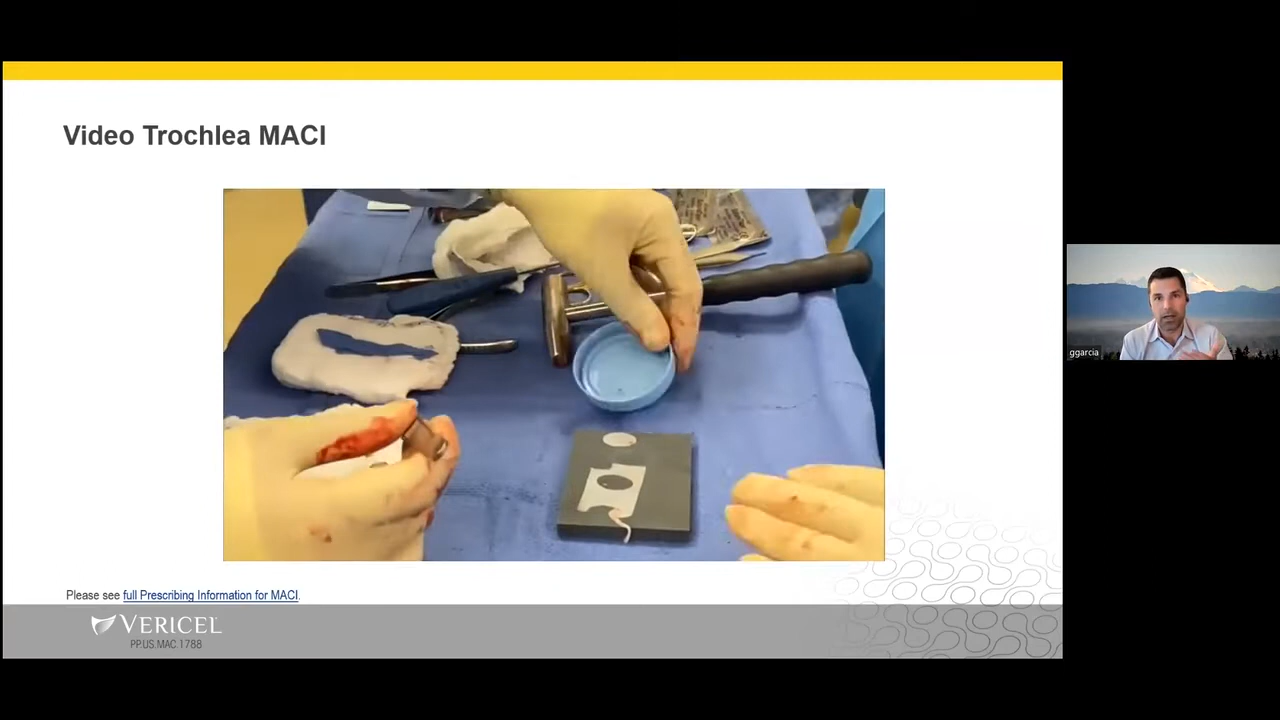 Video Trochlea MACI
ggarcia
Please see full Prescribing Information for MACI.
VERICEL
PP.US.MAC.1788